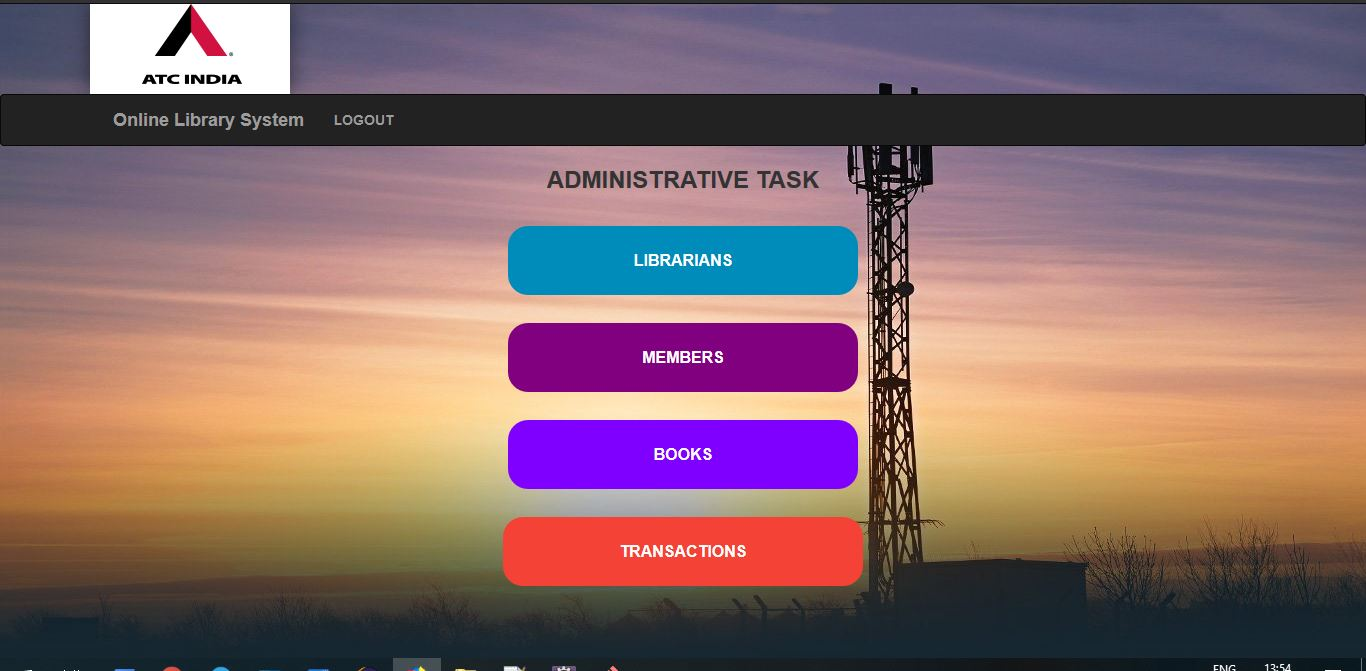 ATC INDIA
Online Library System LOGOUT
ADMINISTRATIVE TASK
LIBRARIANS
MEMBERS
BOOKS
TRANSACTIONS
ENG 13:54